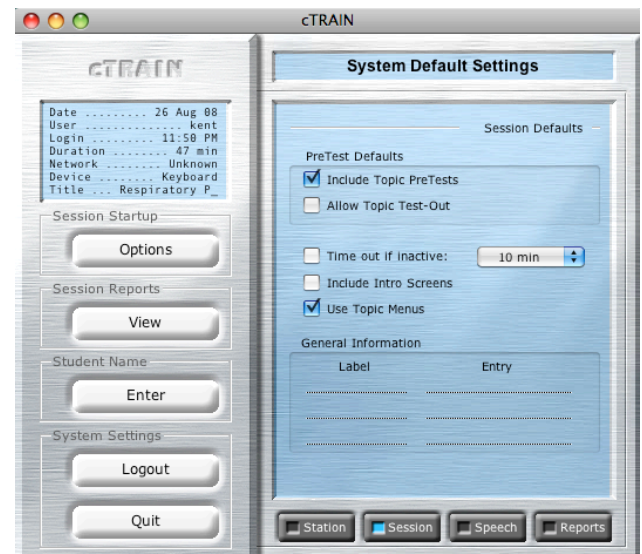 cTRAIN
cTRAIN
Date ......... 26 Aug 08
User .............. kent
Login ......... 11:50 PM
Duration ........ 47 min
Network ........ Unknown
Device ........ Keyboard
Title ... Respiratory P_
Session Startup
Options
Session Reports
View
Student Name
Enter
System Settings
Logout
Quit
System Default Settings
Session Defaults
PreTest Defaults
Include Topic PreTests
Allow Topic Test-Out
Time out if inactive: 10 min
Include Intro Screens
Use Topic Menus
General Information
Label Entry
Station Session Speech Reports